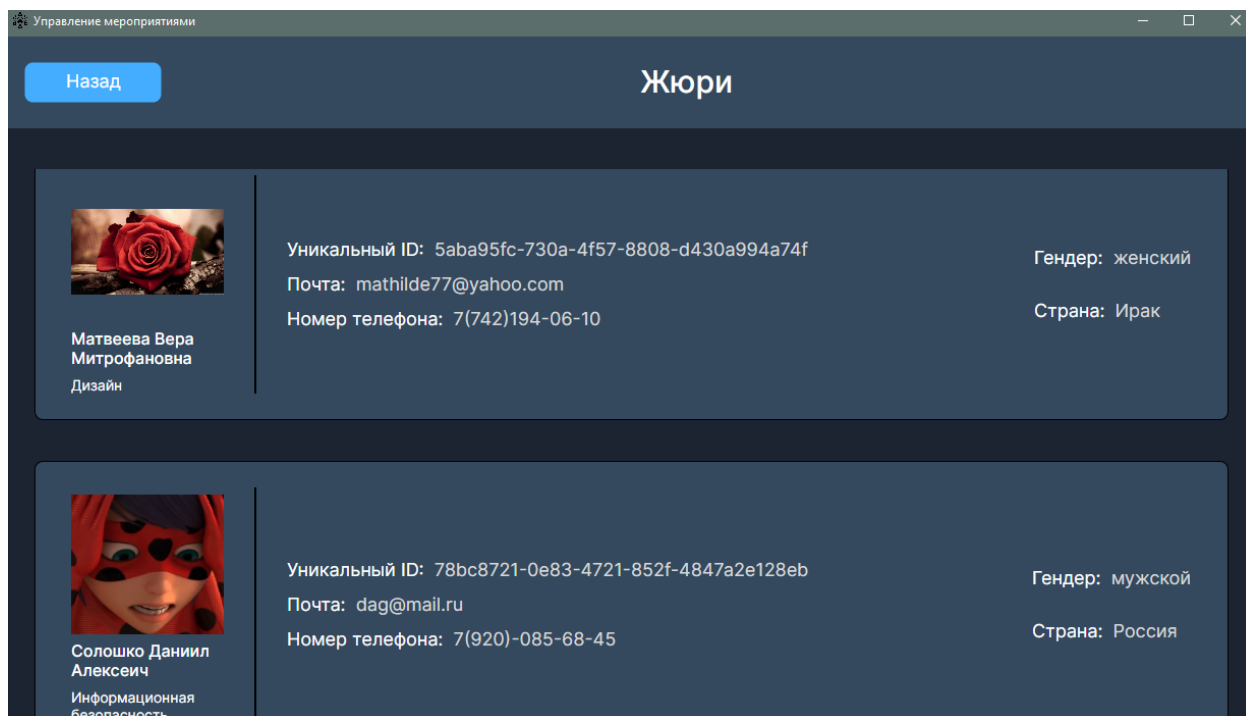 Управление мероприятиями
Назад
Жюри
Уникальный ID: 5aba95fc-730a-4f57-8808-d430a994a74f
Почта: mathilde77@yahoo.com
Номер телефона: 7(742)194-06-10
Гендер: женский
Страна: Ирак
Матвеева Вера
Митрофановна
Дизайн
Уникальный ID: 78bc8721-0e83-4721-852f-4847a2e128eb
Почта: dag@mail.ru
Номер телефона: 7(920)-085-68-45
Гендер: мужской
Страна: Россия
Солошко Даниил
Алексеич
Информационная
безопасность